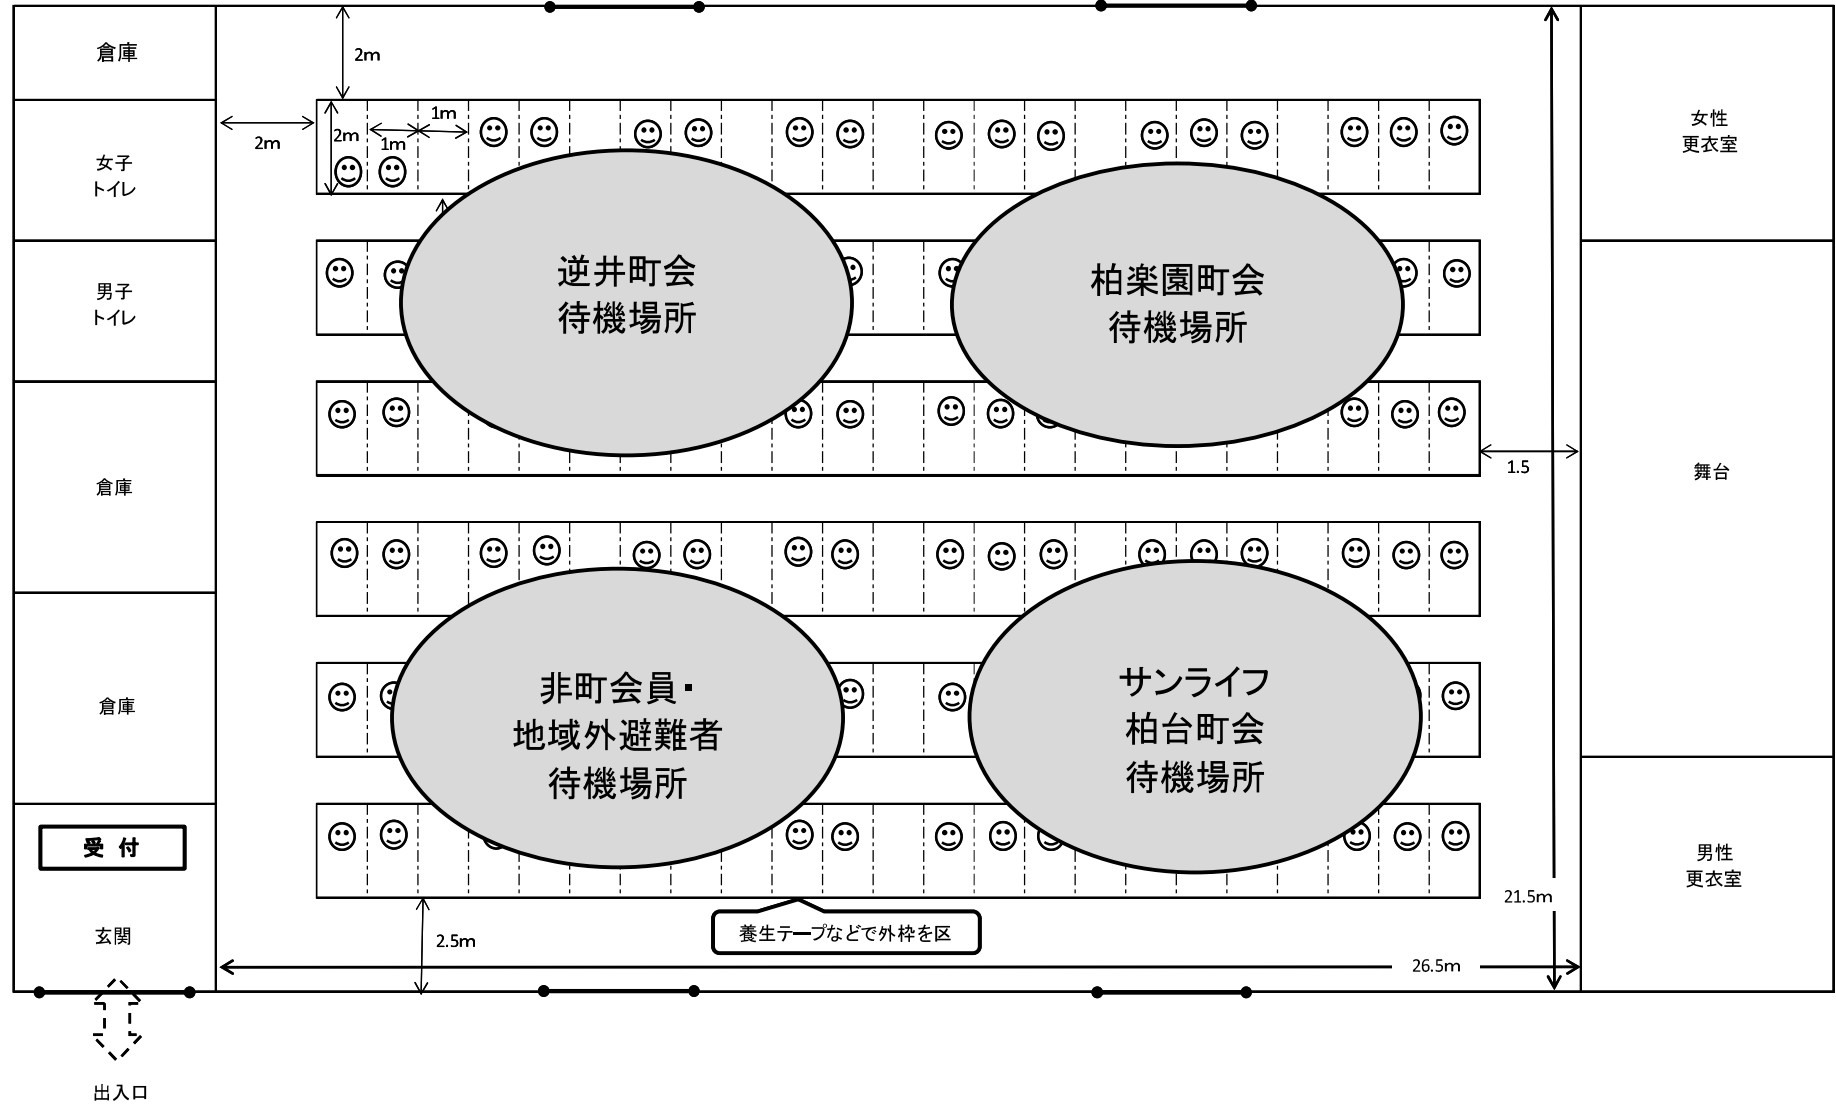 倉庫
女子
トイレ
男子
トイレ
倉庫
倉庫
受 付
玄関
出入口
2m
2m
2m
1m
1m
逆井町会
待機場所
柏楽園町会
待機場所
非町会員・
地域外避難者
待機場所
サンライフ
柏台町会
待機場所
1.5
21.5m
2.5m
養生テープなどで外枠を区
26.5m
女性
更衣室
舞台
男性
更衣室